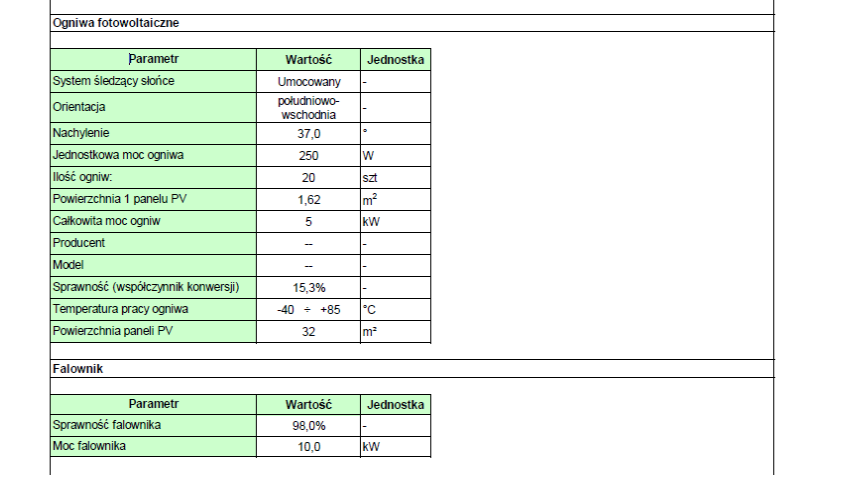 Ogniwa fotowoltaiczne
Parametr Wartość Jednostka
System śledzący słońce Umocowany -
Orientacja południowo-
wschodnia -
Nachylenie 37,0 °
Jednostkowa moc ogniwa 250 W
Ilość ogniw: 20 szt
Powierzchnia 1 panelu PV 1,62 m²
Całkowita moc ogniw 5 kW
Producent -- -
Model -- -
Sprawność (współczynnik konwersji) 15,3% -
Temperatura pracy ogniwa -40 ÷ +85 °C
Powierzchnia paneli PV 32 m²
Falownik
Parametr Wartość Jednostka
Sprawność falownika 98,0% -
Moc falownika 10,0 kW